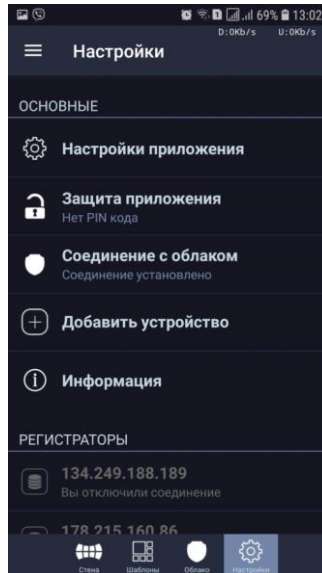 69% 13:02
D:0Kb/s U:0Kb/s
Настройки
ОСНОВНЫЕ
Настройки приложения
Защита приложения
Нет PIN кода
Соединение с облаком
Соединение установлено
Добавить устройство
Информация
РЕГИСТРАТОРЫ
134.249.188.189
Вы отключили соединение
178.215.160.86
Стена Шаблоны Облако Настройки